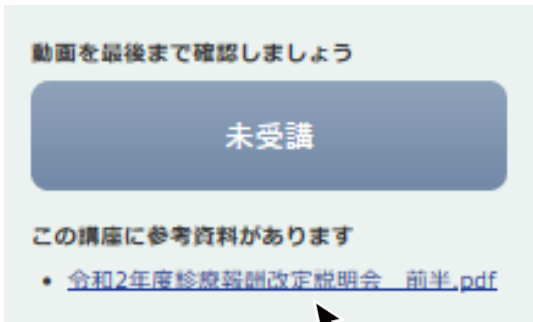 動画を最後まで確認しましょう
未受講
この講座に参考資料があります
• 令和2年度診療報酬改定説明会　前半.pdf